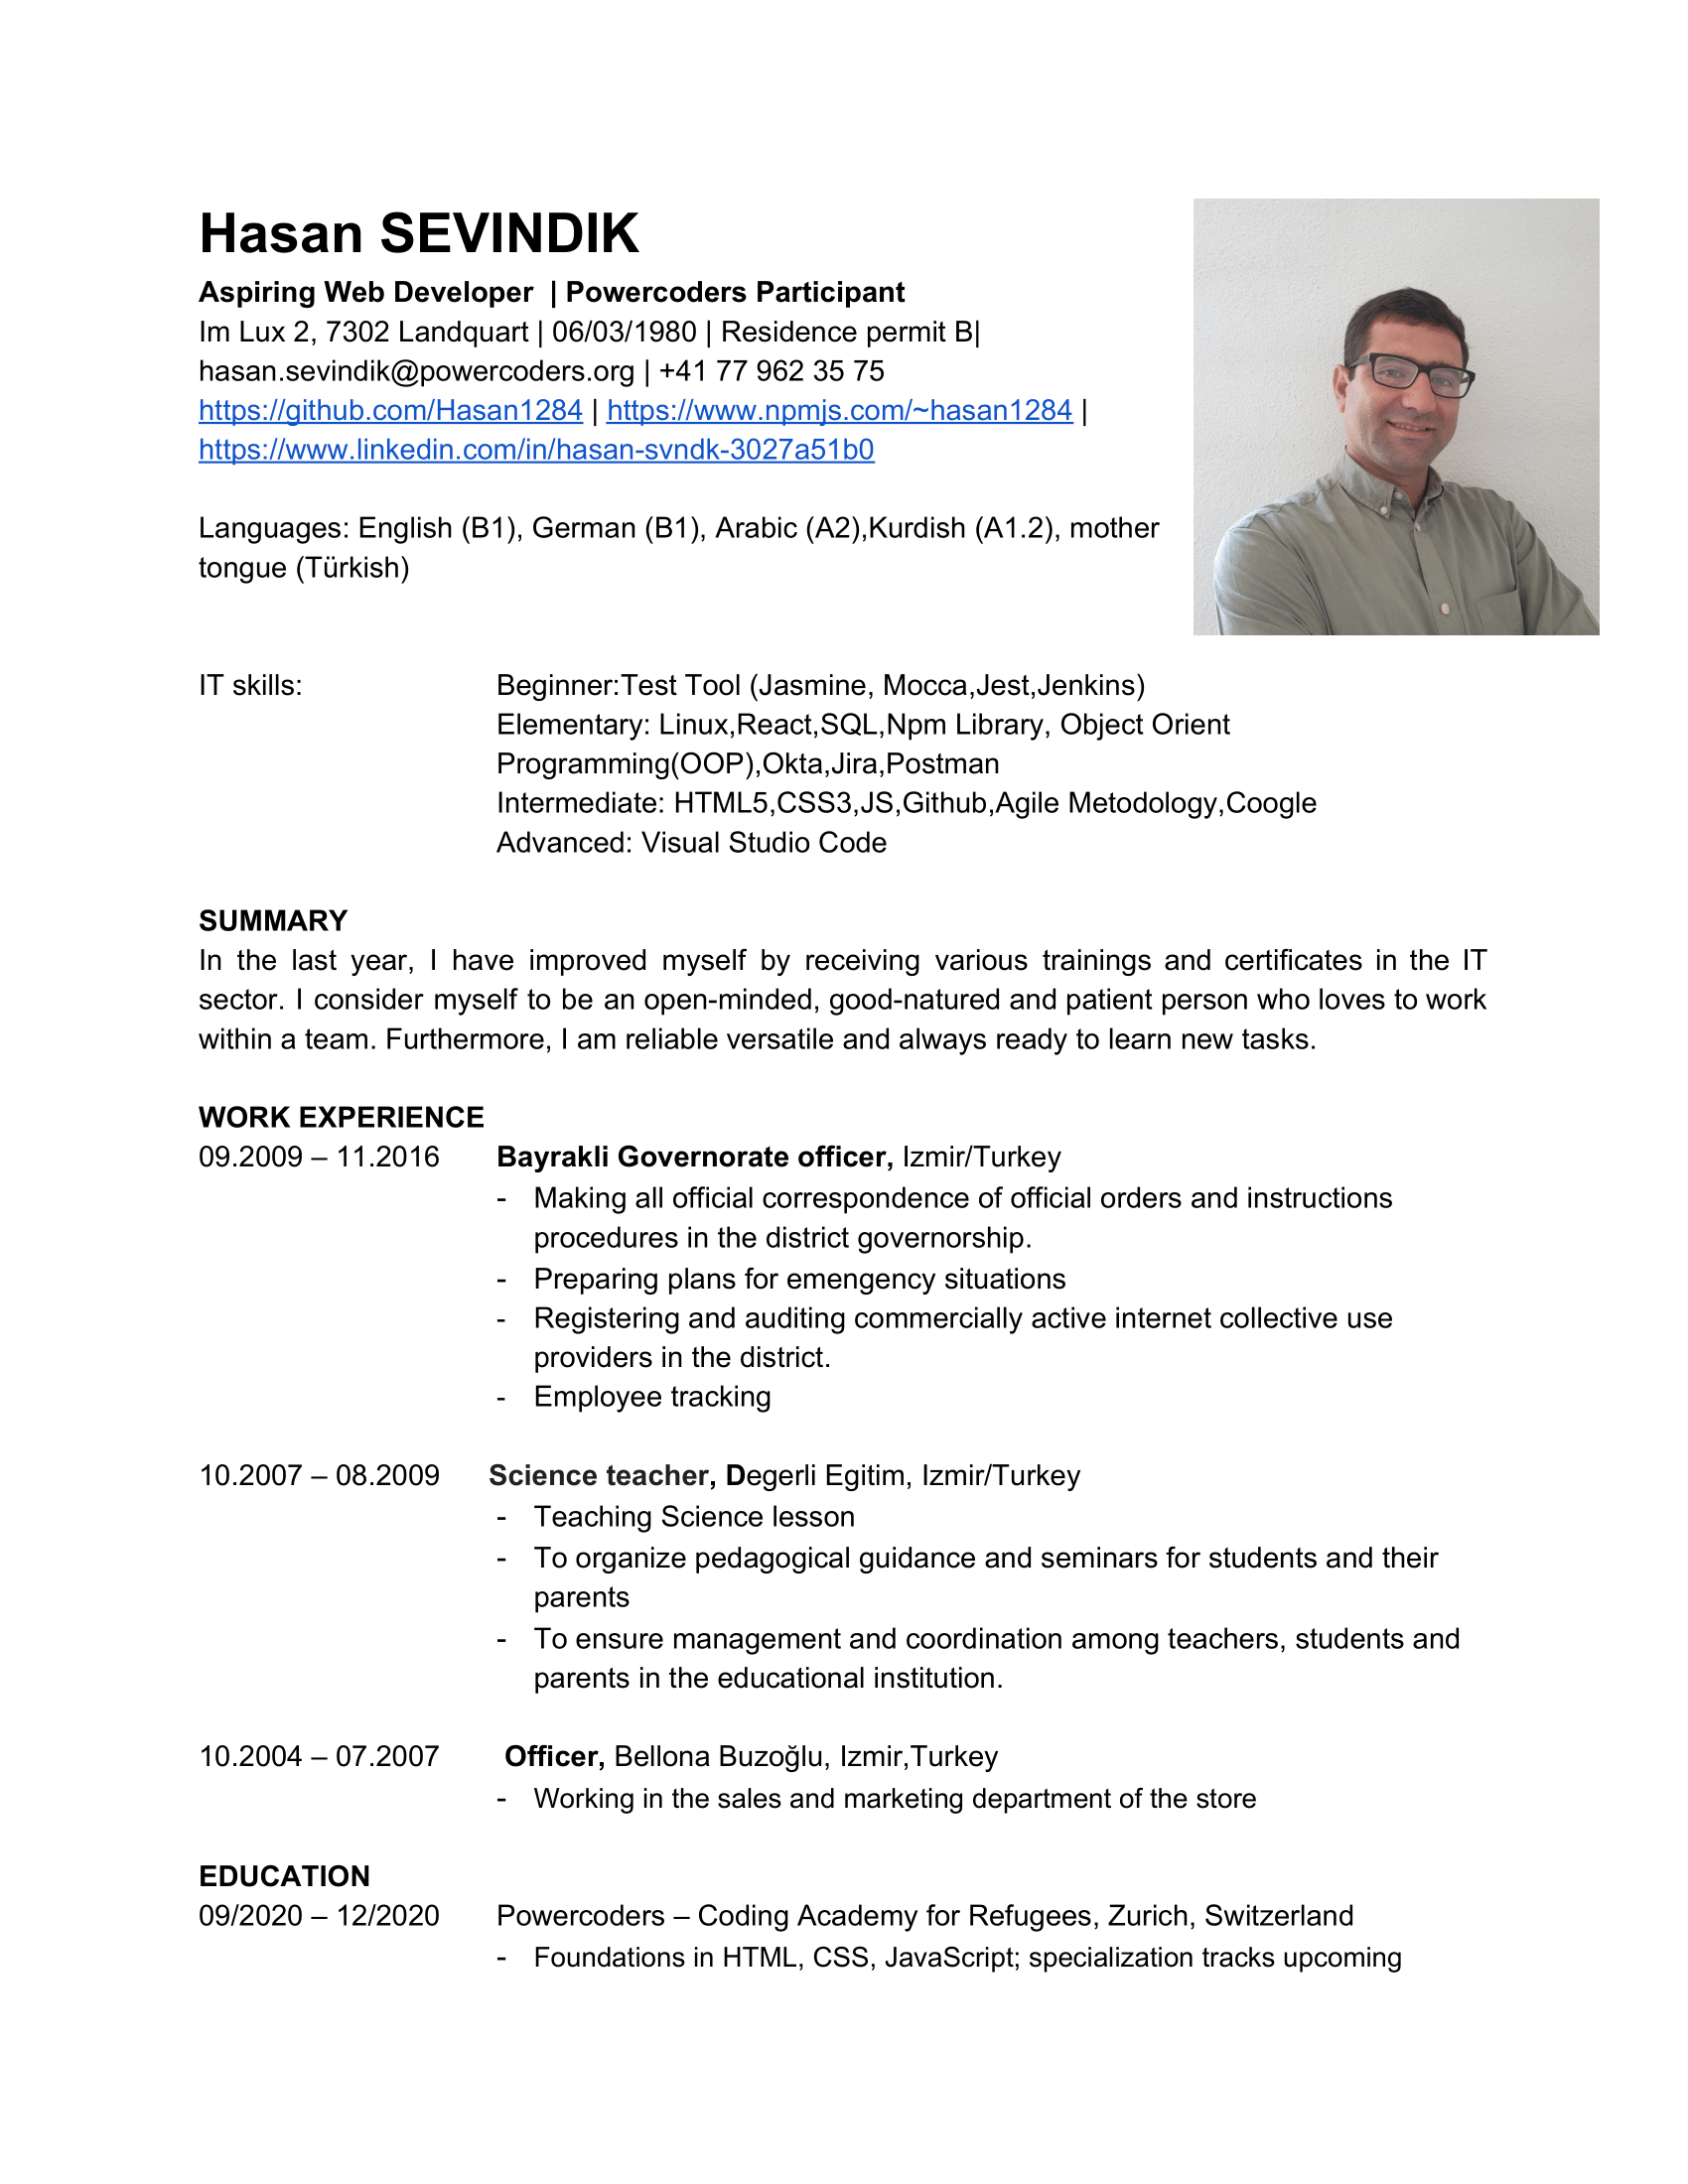 Hasan SEVINDIK
Aspiring Web Developer  | Powercoders Participant
Im Lux 2, 7302 Landquart | 06/03/1980 | Residence permit B|
hasan.sevindik@powercoders.org | +41 77 962 35 75
https://github.com/Hasan1284 | https://www.npmjs.com/~hasan1284 |
https://www.linkedin.com/in/hasan-svndk-3027a51b0
Languages: English (B1), German (B1), Arabic (A2),Kurdish (A1.2), mother
tongue (Türkish)
IT skills: Beginner:Test Tool (Jasmine, Mocca,Jest,Jenkins)
Elementary: Linux,React,SQL,Npm Library, Object Orient
Programming(OOP),Okta,Jira,Postman
Intermediate: HTML5,CSS3,JS,Github,Agile Metodology,Coogle
Advanced: Visual Studio Code
SUMMARY
In the last year, I have improved myself by receiving various trainings and certificates in the IT
sector. I consider myself to be an open-minded, good-natured and patient person who loves to work
within a team. Furthermore, I am reliable versatile and always ready to learn new tasks.
WORK EXPERIENCE
09.2009 – 11.2016 Bayrakli Governorate officer, Izmir/Turkey
- Making all official correspondence of official orders and instructions
procedures in the district governorship.
- Preparing plans for emengency situations
- Registering and auditing commercially active internet collective use
providers in the district.
- Employee tracking
10.2007 – 08.2009 Science teacher, Degerli Egitim, Izmir/Turkey
- Teaching Science lesson
- To organize pedagogical guidance and seminars for students and their
parents
- To ensure management and coordination among teachers, students and
parents in the educational institution.
10.2004 – 07.2007 Officer, Bellona Buzoğlu, Izmir,Turkey
- Working in the sales and marketing department of the store
EDUCATION
09/2020 – 12/2020 Powercoders – Coding Academy for Refugees, Zurich, Switzerland
- Foundations in HTML, CSS, JavaScript; specialization tracks upcoming